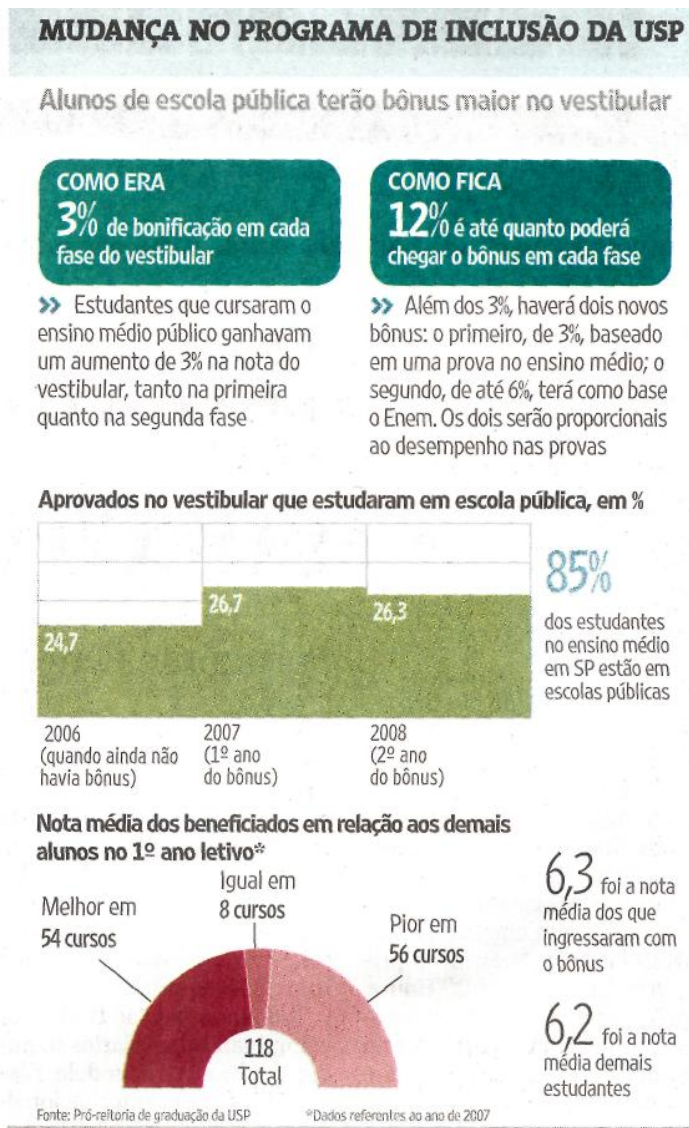 MUDANÇA NO PROGRAMA DE INCLUSÃO DA USP
Alunos de escola pública terão bônus maior no vestibular
COMO ERA
3% de bonificação em cada
fase do vestibular
>> Estudantes que cursaram o
ensino médio público ganhavam
um aumento de 3% na nota do
vestibular, tanto na primeira
quanto na segunda fase
COMO FICA
12% é até quanto poderá
chegar o bônus em cada fase
>> Além dos 3%, haverá dois novos
bônus: o primeiro, de 3%, baseado
em uma prova no ensino médio; o
segundo, de até 6%, terá como base
o Enem. Os dois serão proporcionais
ao desempenho nas provas
Aprovados no vestibular que estudaram em escola pública, em %
24,7
26,7
26,3
2006
(quando ainda não
havia bônus)
2007
(1º ano
do bônus)
2008
(2º ano
do bônus)
85%
dos estudantes
no ensino médio
em SP estão em
escolas públicas
Nota média dos beneficiados em relação aos demais
alunos no 1º ano letivo*
Melhor em
54 cursos
Igual em
8 cursos
Pior em
56 cursos
118
Total
6,3 foi a nota
média dos que
ingressaram com
o bônus
6,2 foi a nota
média demais
estudantes
Fonte: Pró-reitoria de graduação da USP
*Dados referentes ao ano de 2007